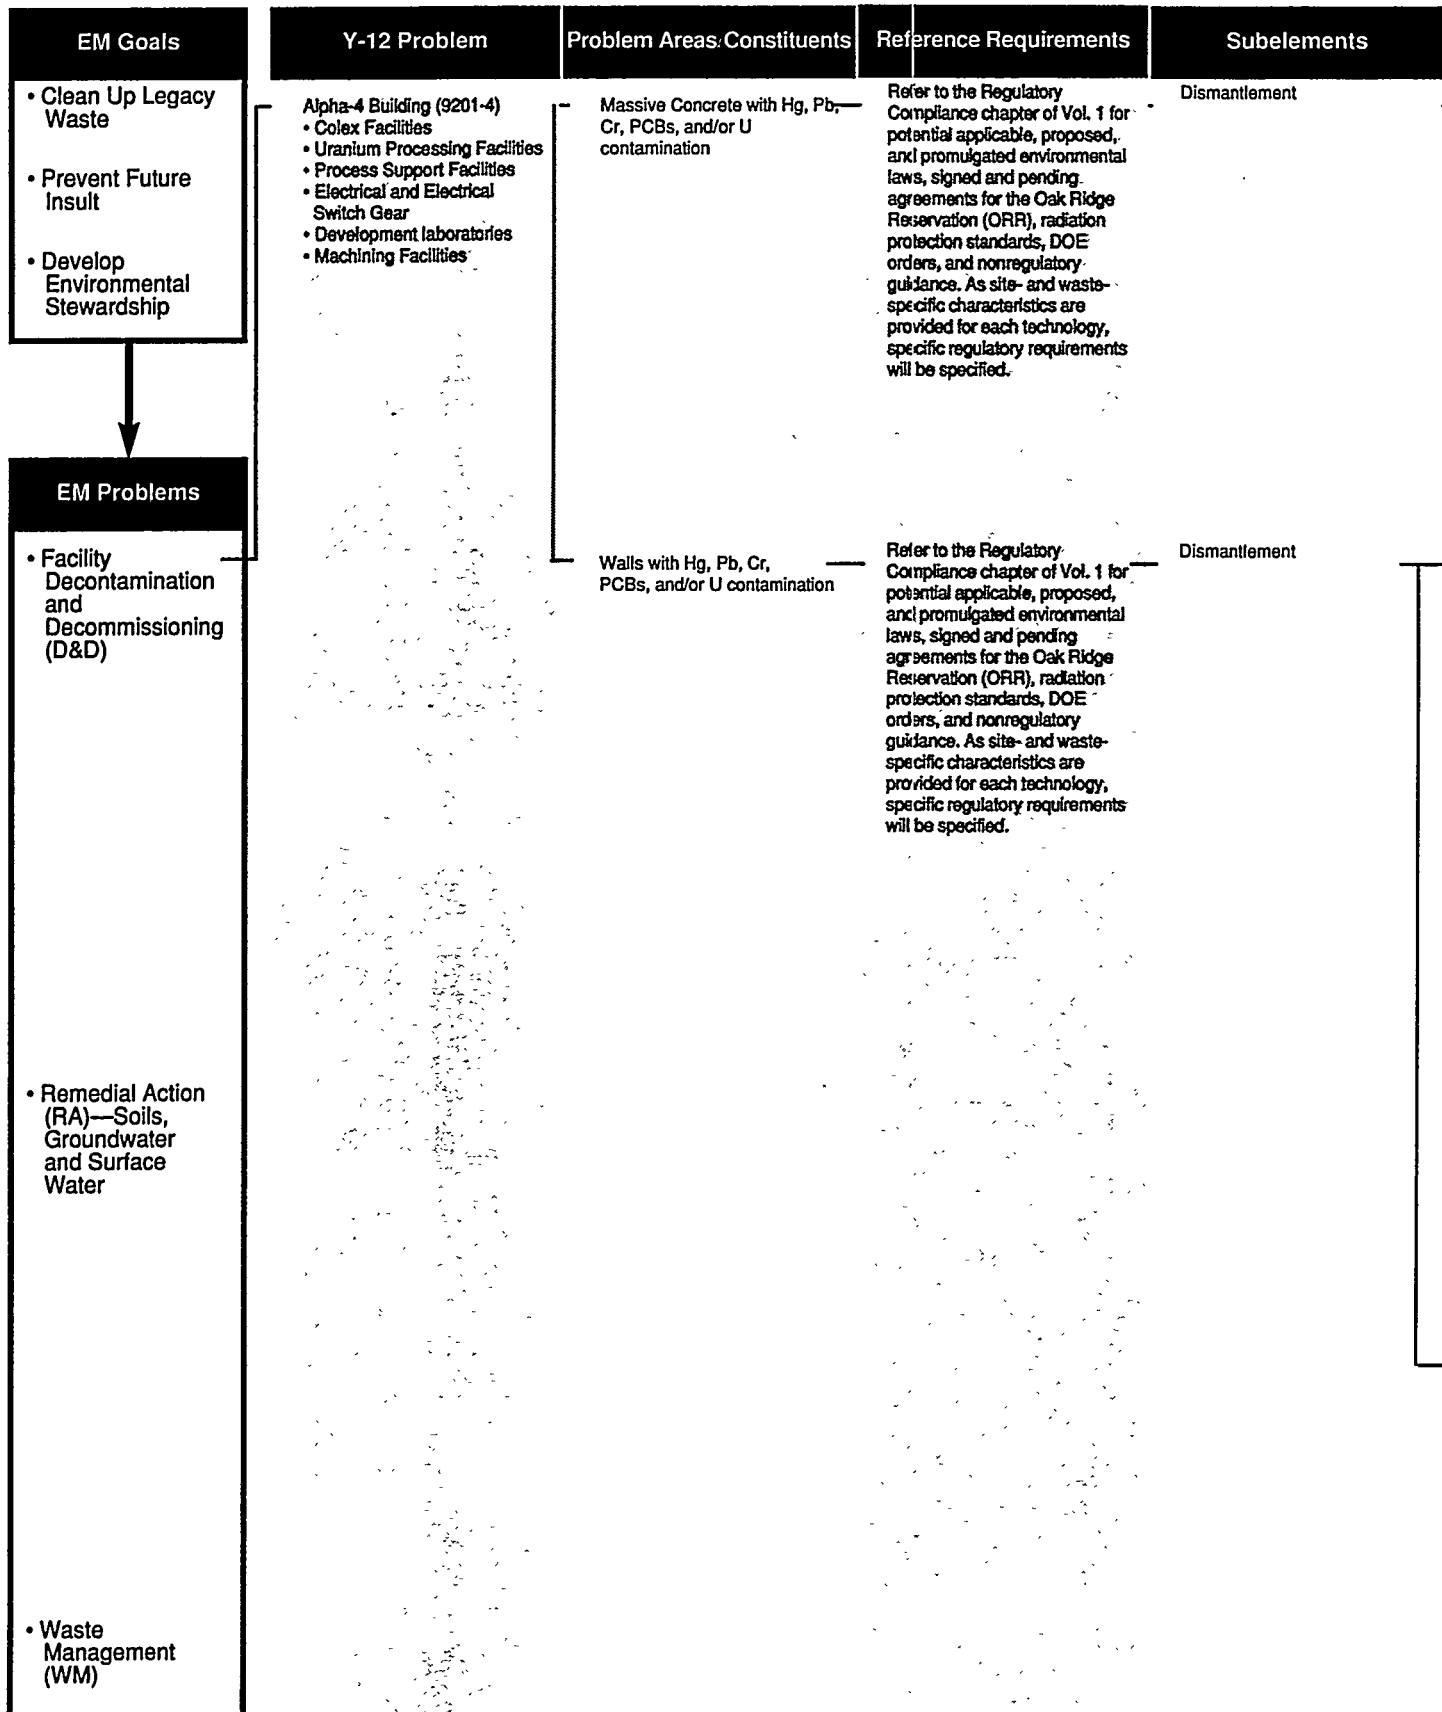 EM Goals
• Clean Up Legacy
Waste
• Prevent Future
Insult
• Develop
Environmental
Stewardship
EM Problems
• Facility
Decontamination
and
Decommissioning
(D&D)
• Remedial Action
(RA)—Soils,
Groundwater
and Surface
Water
• Waste
Management
(WM)
Y-12 Problem
Alpha-4 Building (9201-4)
• Colex Facilities
• Uranium Processing Facilities
• Process Support Facilities
• Electrical and Electrical
Switch Gear
• Development laboratories
• Machining Facilities
Problem Areas/Constituents
Massive Concrete with Hg, Pb,
Cr, PCBs, and/or U
contamination
Walls with Hg, Pb, Cr,
PCBs, and/or U contamination
Reference Requirements
Refer to the Regulatory
Compliance chapter of Vol. 1 for
potential applicable, proposed,
and promulgated environmental
laws, signed and pending
agreements for the Oak Ridge
Reservation (ORR), radiation
protection standards, DOE
orders, and nonregulatory
guidance. As site- and waste-
specific characteristics are
provided for each technology,
specific regulatory requirements
will be specified.
Refer to the Regulatory
Compliance chapter of Vol. 1 for
potential applicable, proposed,
and promulgated environmental
laws, signed and pending
agreements for the Oak Ridge
Reservation (ORR), radiation
protection standards, DOE
orders, and nonregulatory
guidance. As site- and waste-
specific characteristics are
provided for each technology,
specific regulatory requirements
will be specified.
Subelements
Dismantlement
Dismantlement